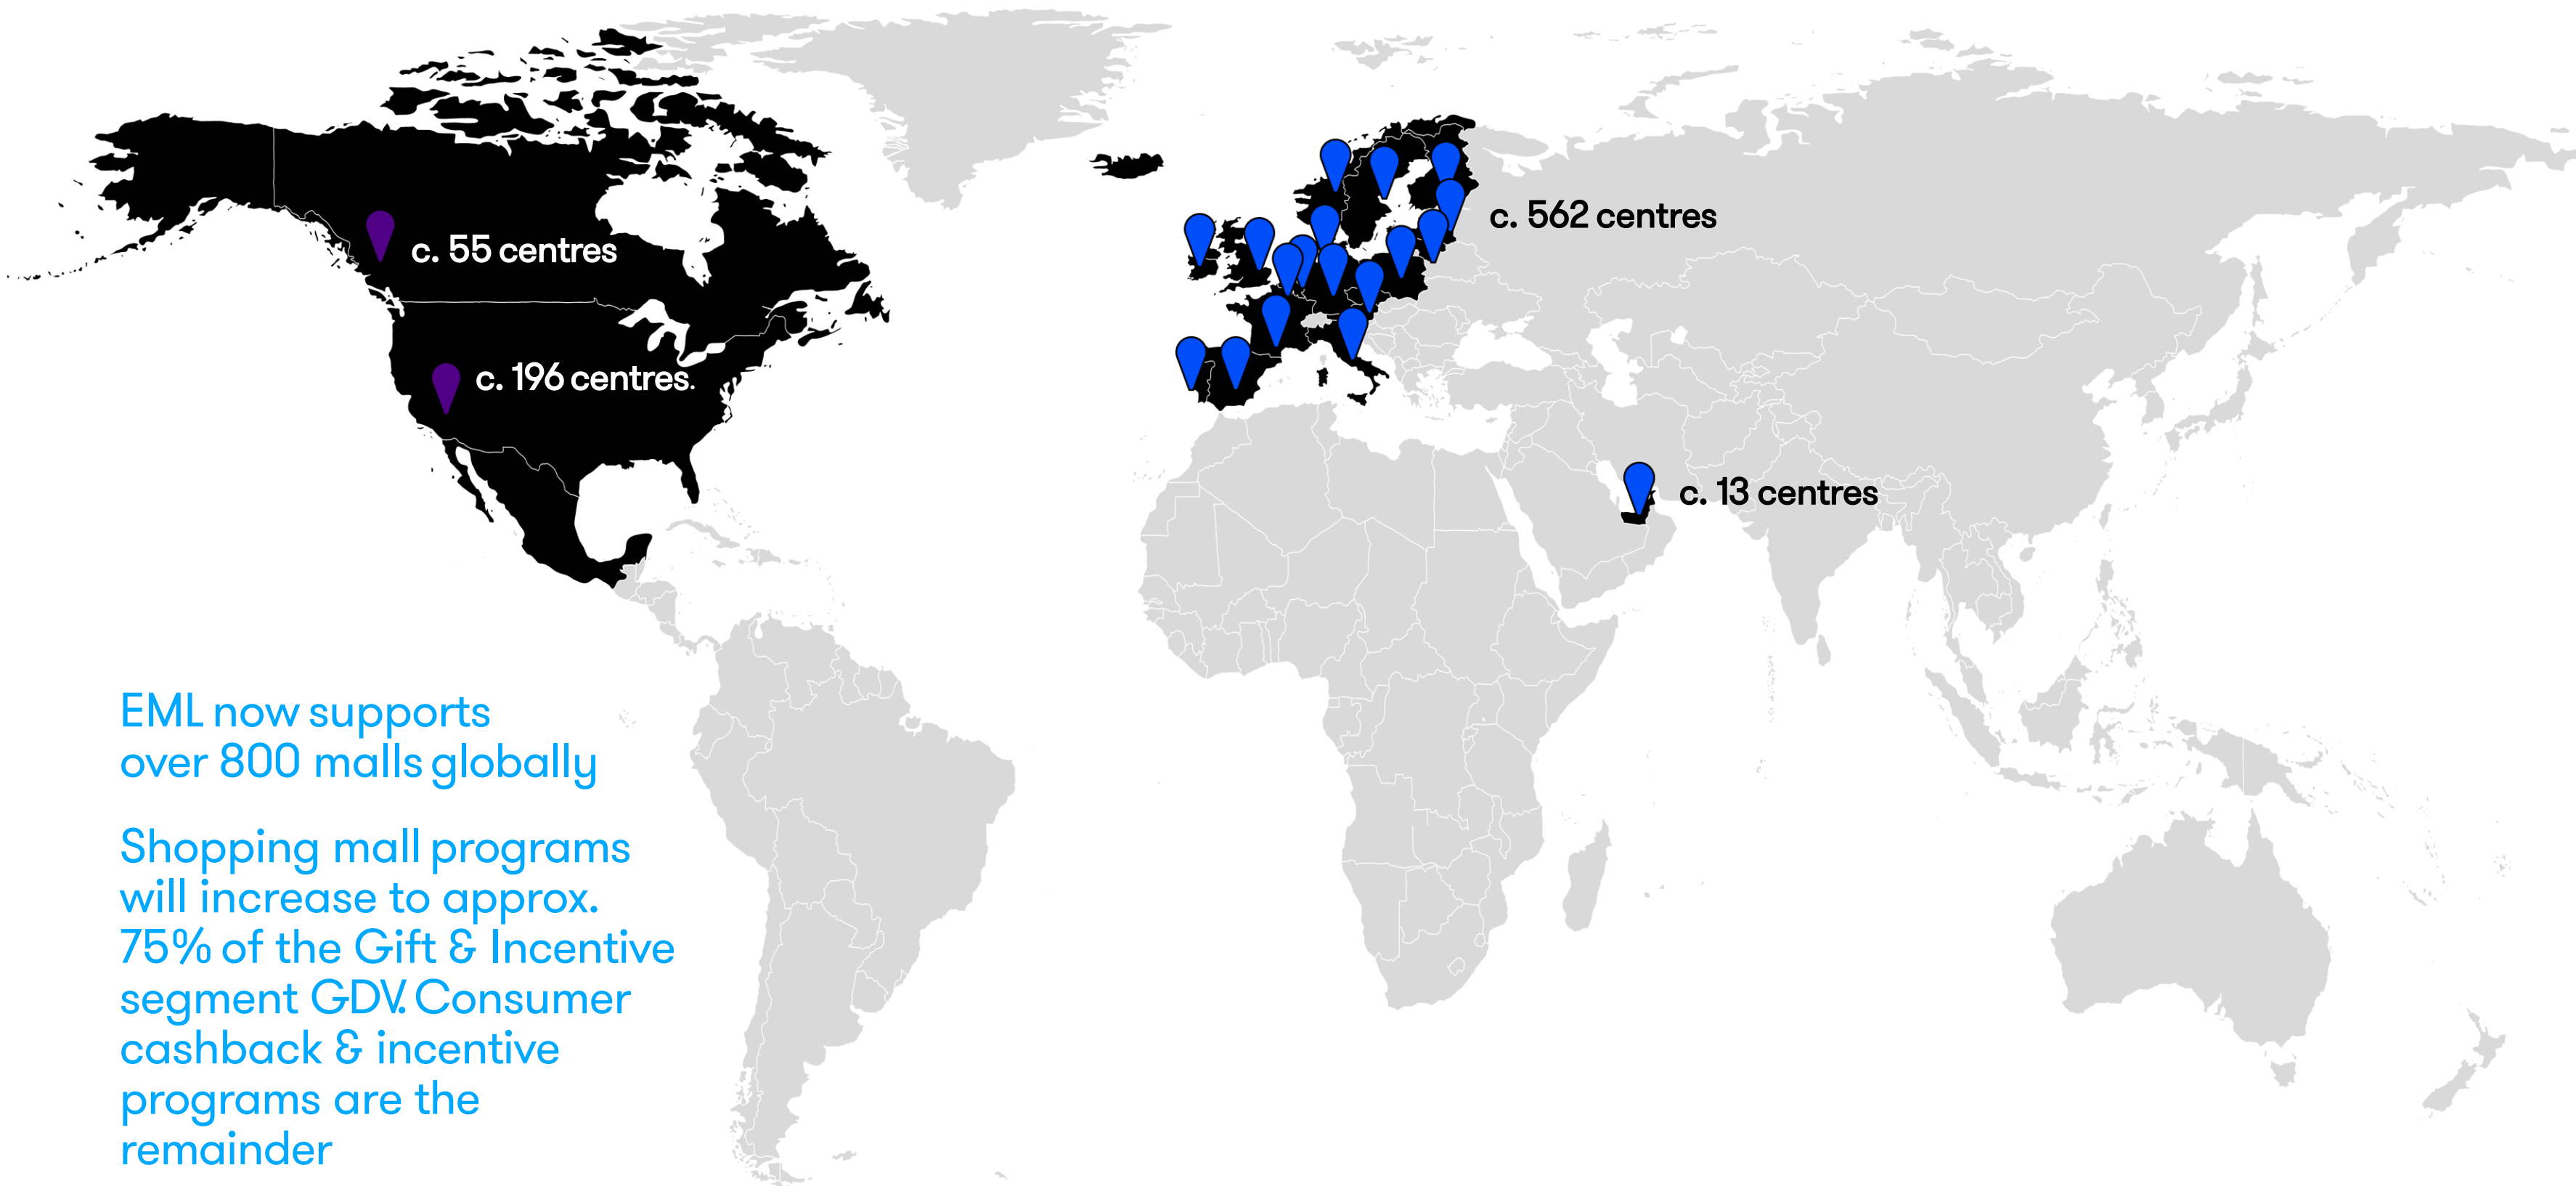 c. 562 centres
c. 55 centres
c. 196 centres.
c. 13 centres
EML now supports
over 800 malls globally
Shopping mall programs
will increase to approx.
75% of the Gift & Incentive
segment GDV. Consumer
cashback & incentive
programs are the
remainder